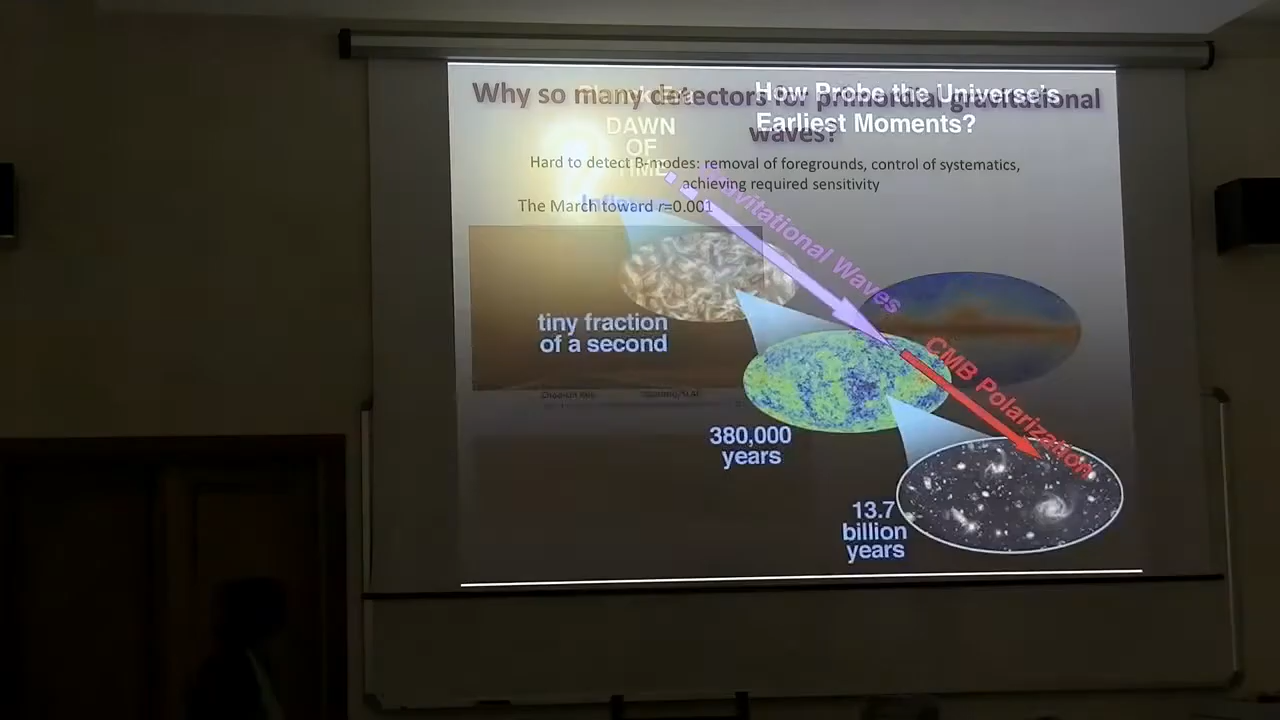 Why so many detectors for primordial gravitational
waves?
How Probe the Universe's
Earliest Moments?
DAWN
OF
TIME
Hard to detect B-modes: removal of foregrounds, control of systematics,
achieving required sensitivity
The March toward r=0.001
Gravitational Waves
tiny fraction
of a second
CMB Polarization
380,000
years
13.7
billion
years